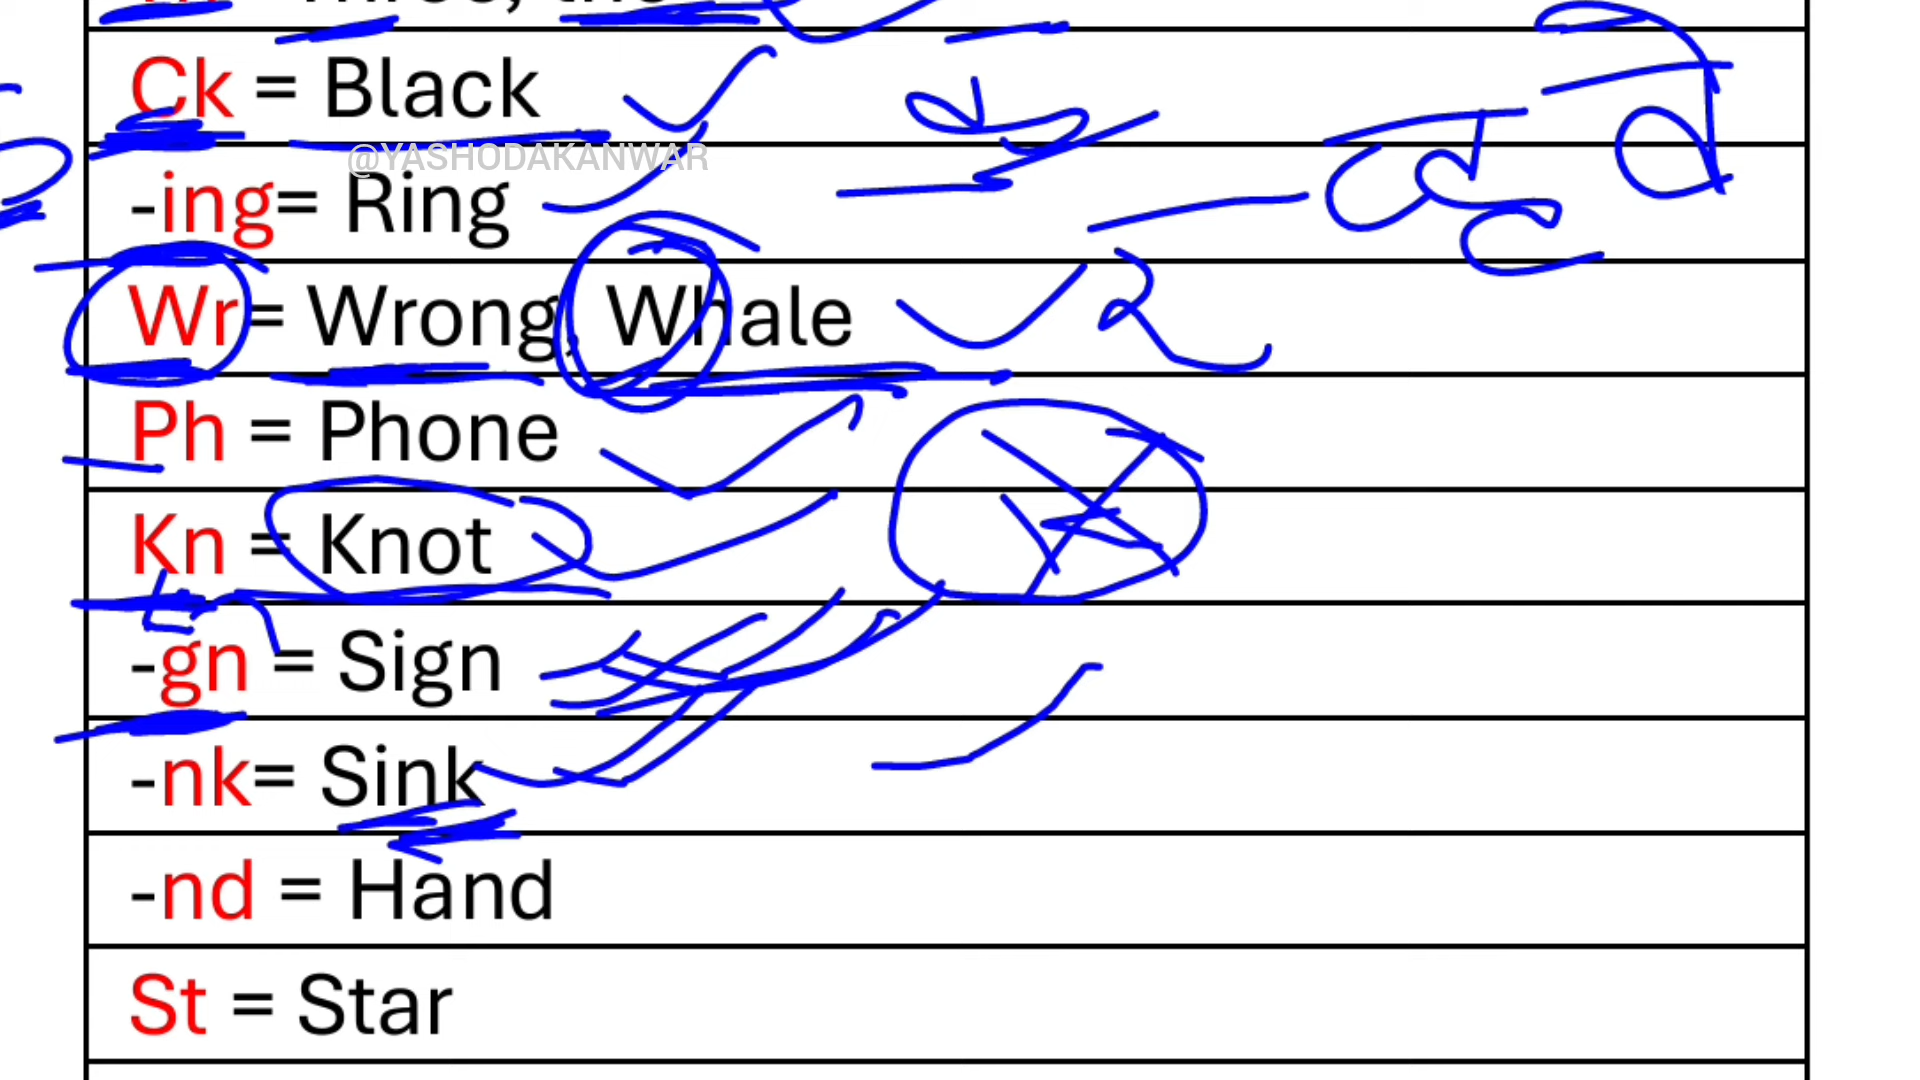 Ck = Black
@YASHODAKANWAR
-ing= Ring
Wr= Wrong, Whale
Ph = Phone
Kn = Knot
-gn = Sign
-nk= Sink
-nd = Hand
St = Star